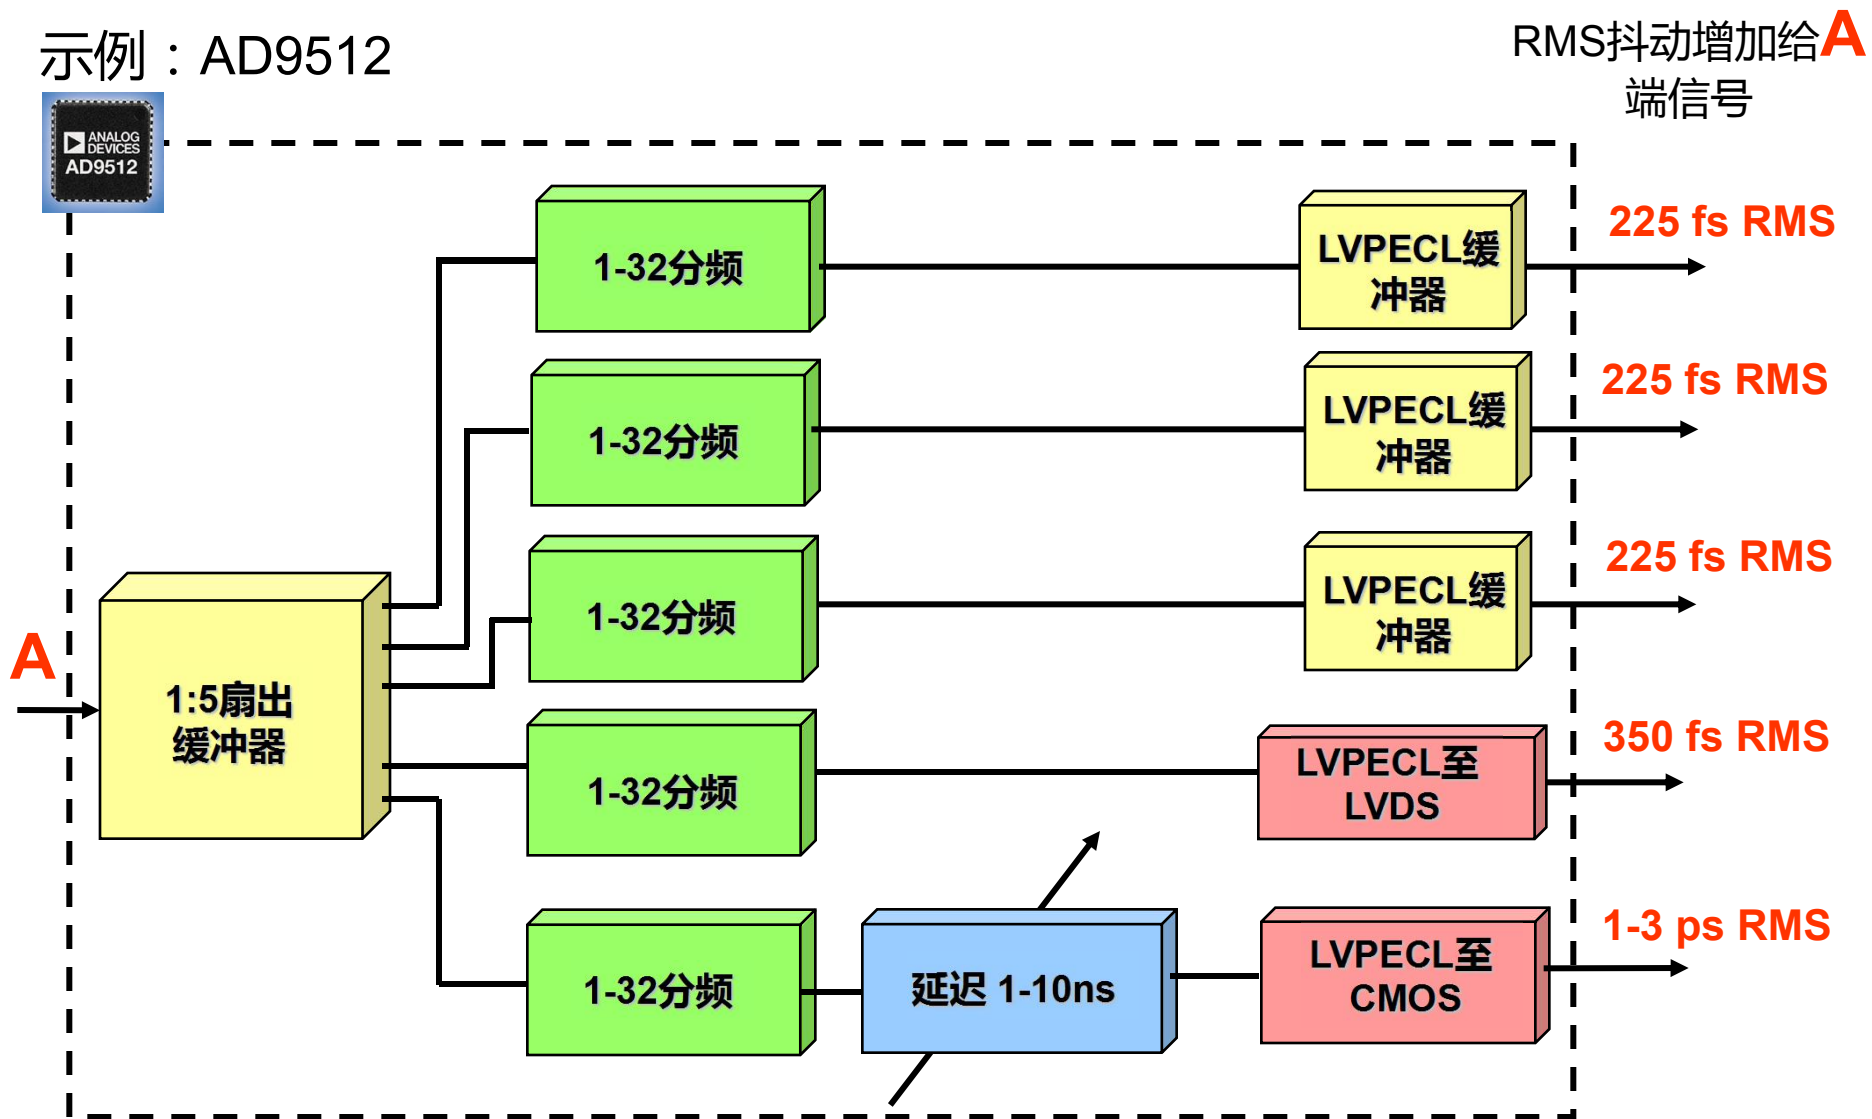 示例：AD9512
RMS抖动增加给A
端信号
ANALOG
DEVICES
AD9512
1-32分频
LVPECL缓
冲器
225 fs RMS
1-32分频
LVPECL缓
冲器
225 fs RMS
1-32分频
LVPECL缓
冲器
225 fs RMS
A
1:5扇出
缓冲器
1-32分频
LVPECL至
LVDS
350 fs RMS
1-32分频
延迟 1-10ns
LVPECL至
CMOS
1-3 ps RMS